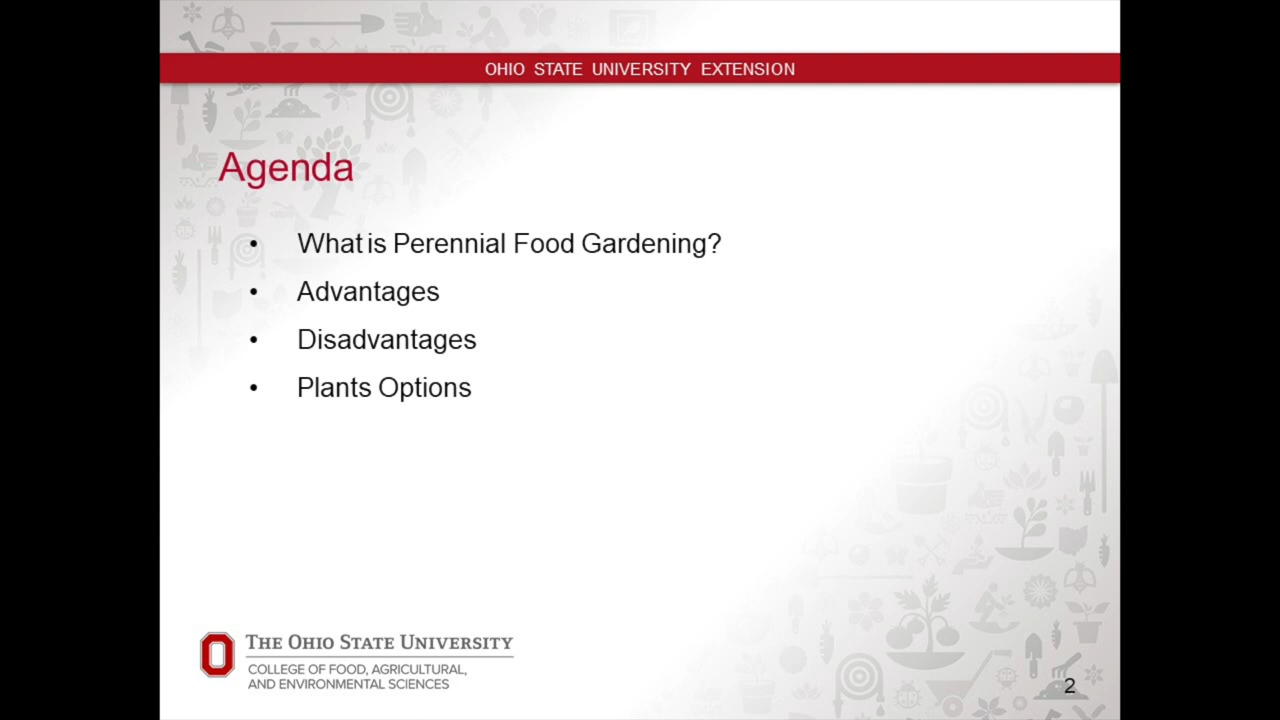 OHIO STATE UNIVERSITY EXTENSION
Agenda
• What is Perennial Food Gardening?
• Advantages
• Disadvantages
• Plants Options
THE OHIO STATE UNIVERSITY
COLLEGE OF FOOD, AGRICULTURAL,
AND ENVIRONMENTAL SCIENCES
2